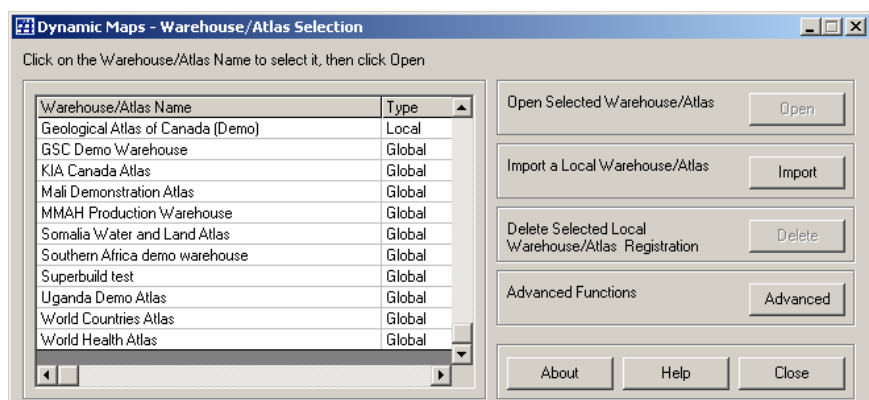 Dynamic Maps - Warehouse/Atlas Selection
Click on the Warehouse/Atlas Name to select it, then click Open
Warehouse/Atlas Name Type
Geological Atlas of Canada (Demo) Local
GSC Demo Warehouse Global
KIA Canada Atlas Global
Mali Demonstration Atlas Global
MMAH Production Warehouse Global
Somalia Water and Land Atlas Global
Southern Africa demo warehouse Global
Superbuild test Global
Uganda Demo Atlas Global
World Countries Atlas Global
World Health Atlas Global
Open Selected Warehouse/Atlas Open
Import a Local Warehouse/Atlas Import
Delete Selected Local
Warehouse/Atlas Registration Delete
Advanced Functions Advanced
About Help Close